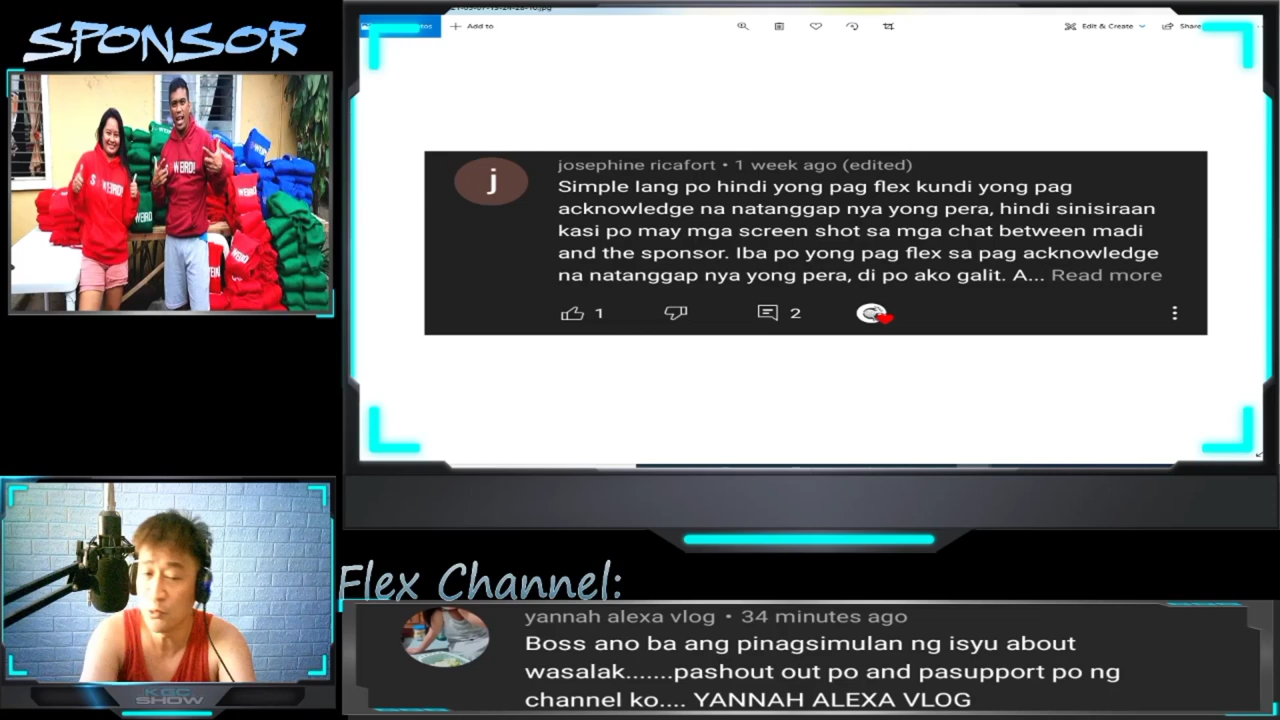 SPONSOR
WEIRD!
WEIRD!
Add to
Edit & Create
Share
j
josephine ricafort • 1 week ago (edited)
Simple lang po hindi yong pag flex kundi yong pag
acknowledge na natanggap nya yong pera, hindi sinisiraan
kasi po may mga screen shot sa mga chat between madi
and the sponsor. Iba po yong pag flex sa pag acknowledge
na natanggap nya yong pera, di po ako galit. A... Read more
1
2
KGC
SHOW
Flex Channel:
yannah alexa vlog • 34 minutes ago
Boss ano ba ang pinagsimulan ng isyu about
wasalak.......pashout out po and pasupport po ng
channel ko.... YANNAH ALEXA VLOG